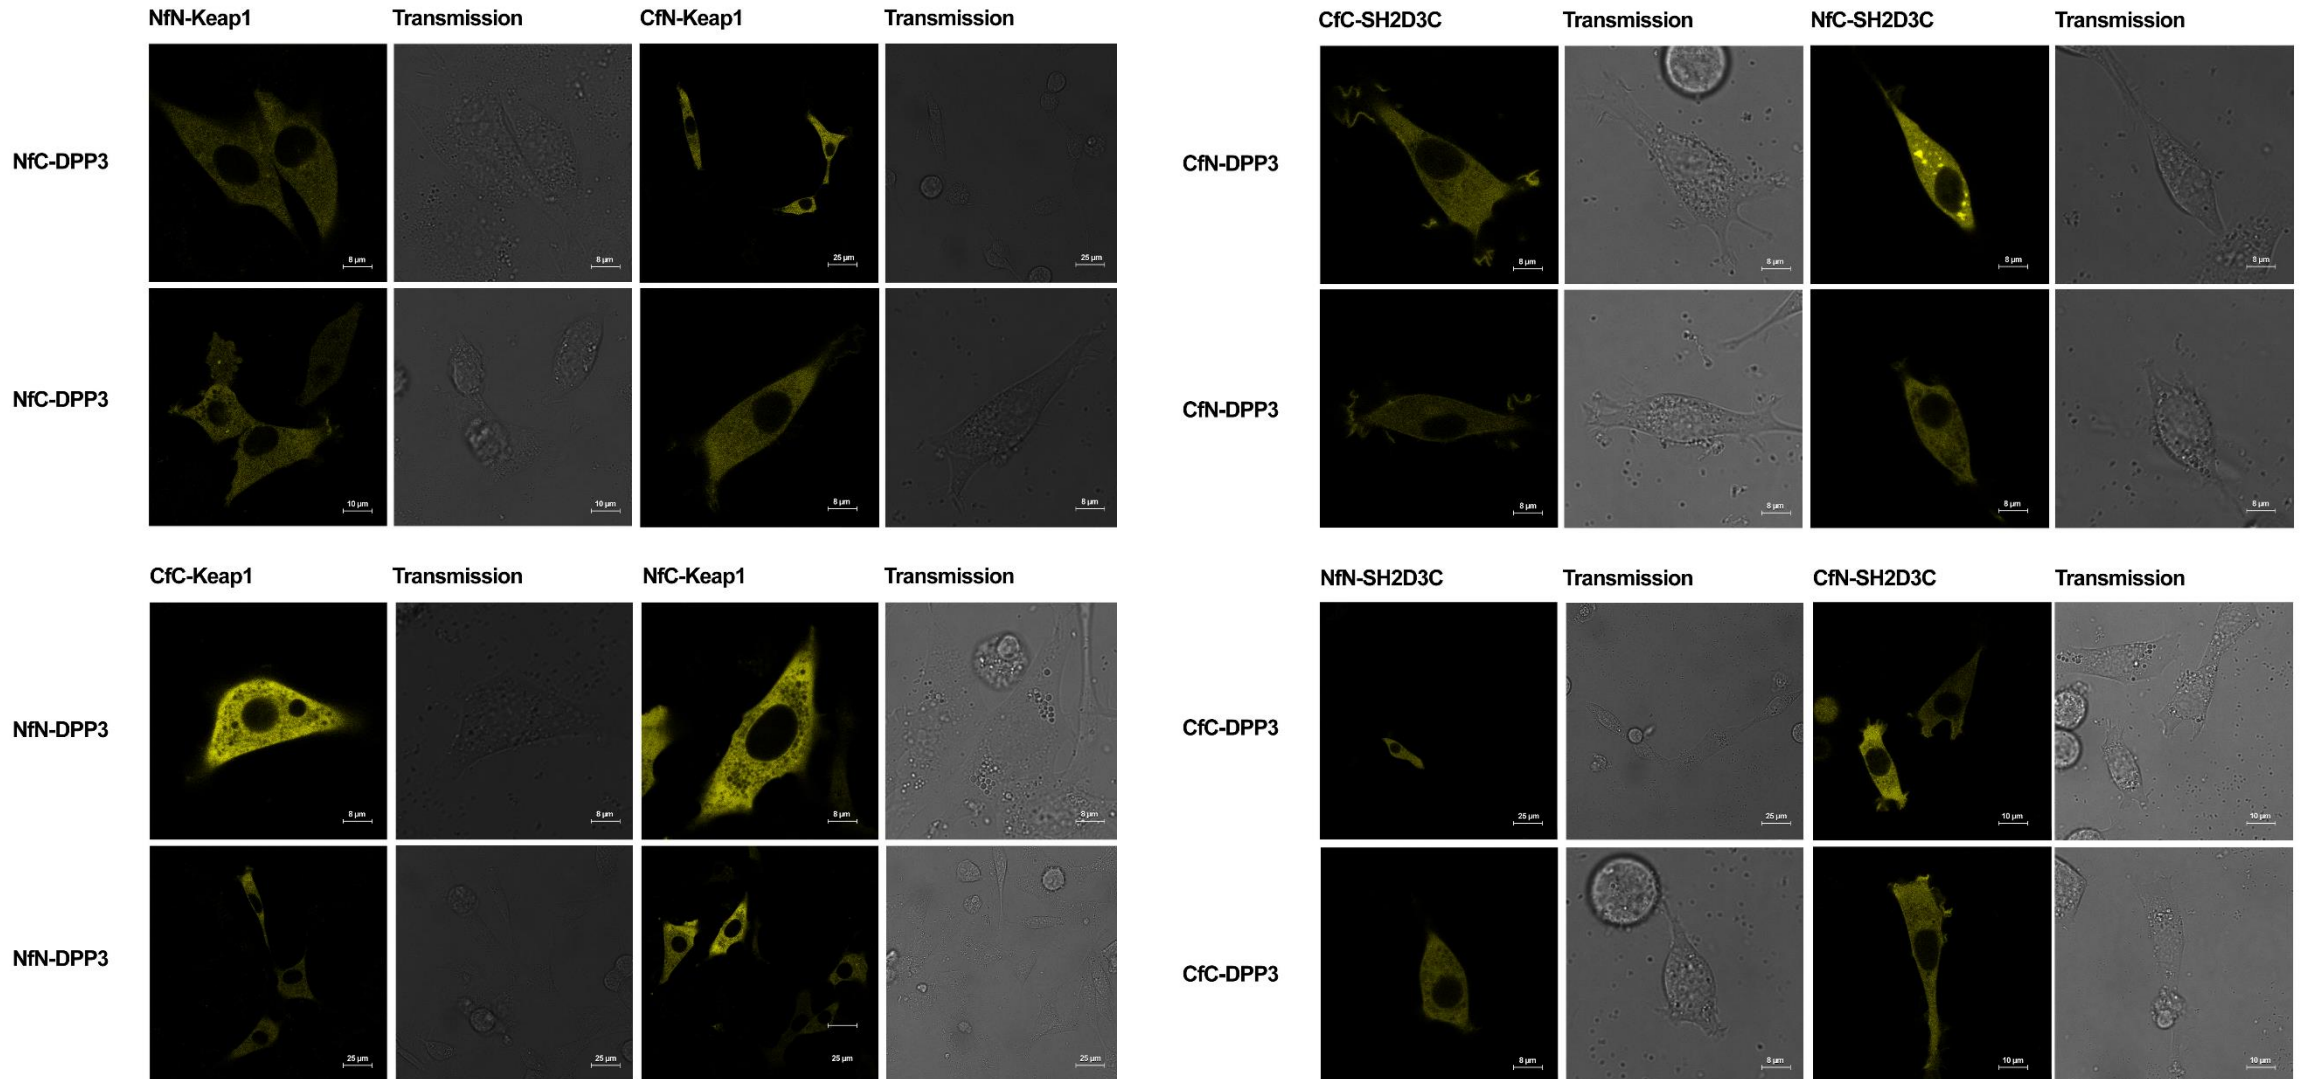 NfN-Keap1 Transmission CfN-Keap1 Transmission
NfC-DPP3
8 µm 8 µm 25 µm 25 µm
NfC-DPP3
10 µm 10 µm 8 µm 8 µm
CfC-SH2D3C Transmission NfC-SH2D3C Transmission
CfN-DPP3
8 µm 8 µm 8 µm 8 µm
CfN-DPP3
8 µm 8 µm 8 µm 8 µm
CfC-Keap1 Transmission NfC-Keap1 Transmission
NfN-DPP3
8 µm 8 µm 8 µm 8 µm
NfN-DPP3
25 µm 25 µm 25 µm 25 µm
NfN-SH2D3C Transmission CfN-SH2D3C Transmission
CfC-DPP3
25 µm 25 µm 10 µm 10 µm
CfC-DPP3
8 µm 8 µm 10 µm 10 µm